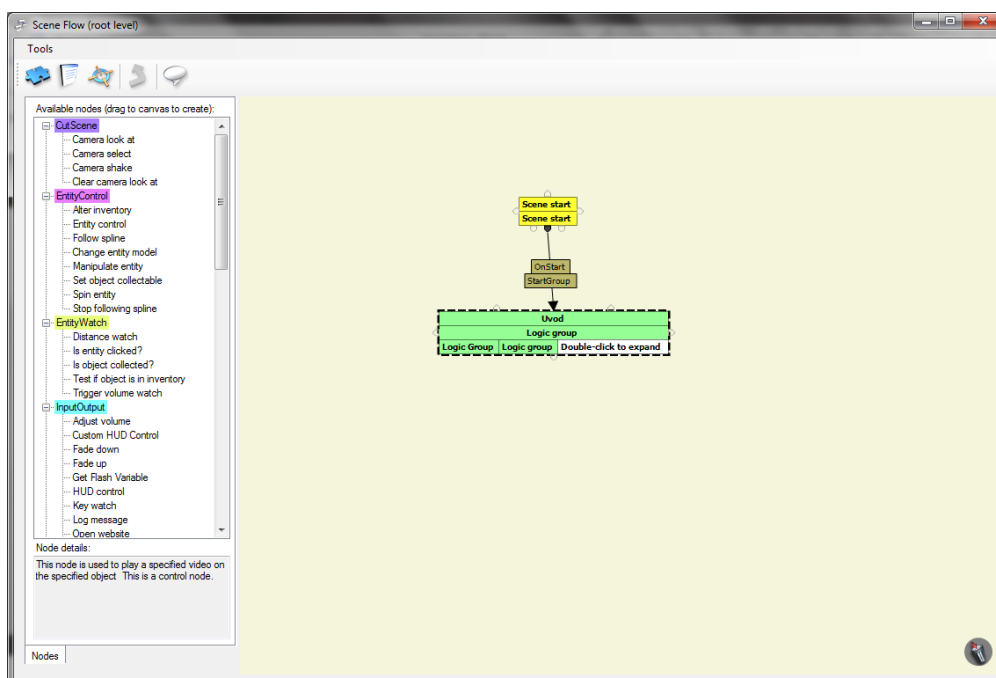 Scene Flow (root level)
Tools
Available nodes (drag to canvas to create):
CutScene
Camera look at
Camera select
Camera shake
Clear camera look at
EntityControl
Alter inventory
Entity control
Follow spline
Change entity model
Manipulate entity
Set object collectable
Spin entity
Stop following spline
EntityWatch
Distance watch
Is entity clicked?
Is object collected?
Test if object is in inventory
Trigger volume watch
InputOutput
Adjust volume
Custom HUD Control
Fade down
Fade up
Get Flash Variable
HUD control
Key watch
Log message
Open website
Node details:
This node is used to play a specified video on
the specified object  This is a control node.
Nodes
Scene start
Scene start
OnStart
StartGroup
Uvod
Logic group
Logic Group Logic group Double-click to expand